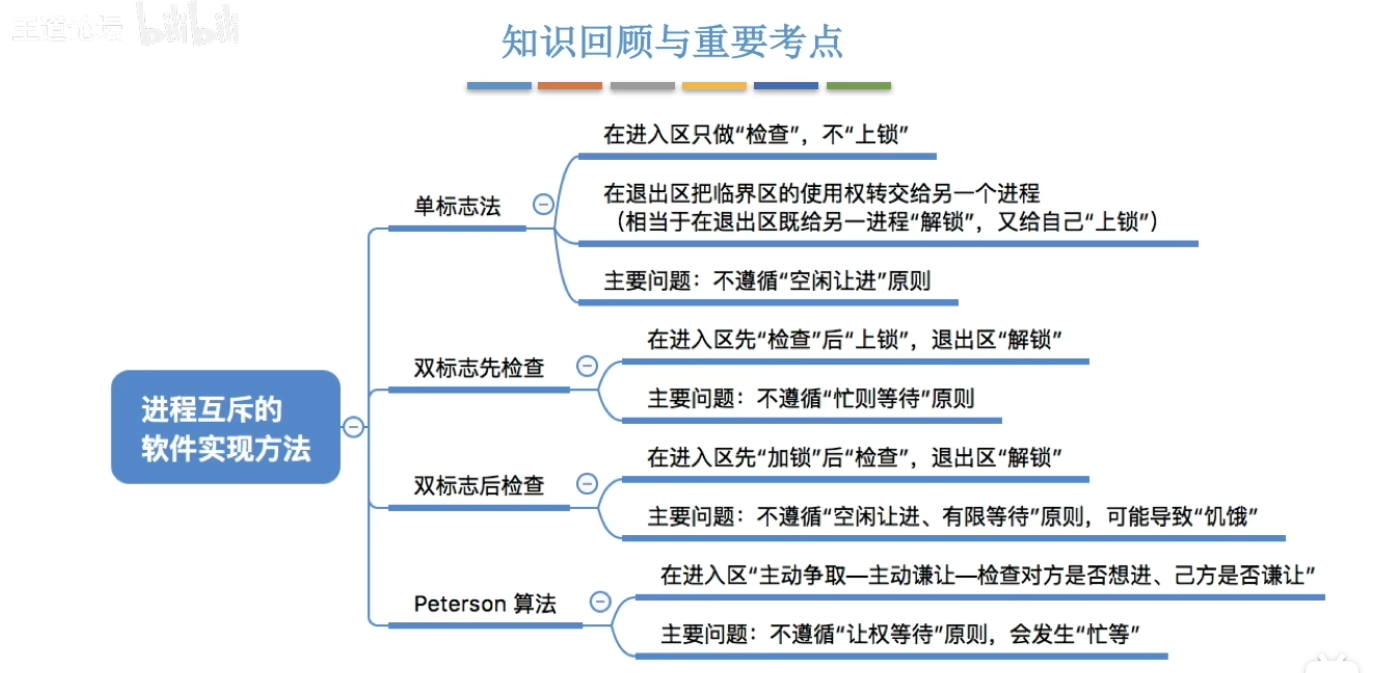 王道论坛 bilibili
知识回顾与重要考点
在进入区只做“检查”，不“上锁”
单标志法
在退出区把临界区的使用权转交给另一个进程
（相当于在退出区既给另一进程“解锁”，又给自己“上锁”）
主要问题：不遵循“空闲让进”原则
在进入区先“检查”后“上锁”，退出区“解锁”
双标志先检查
主要问题：不遵循“忙则等待”原则
进程互斥的
软件实现方法
在进入区先“加锁”后“检查”，退出区“解锁”
双标志后检查
主要问题：不遵循“空闲让进、有限等待”原则，可能导致“饥饿”
在进入区“主动争取—主动谦让—检查对方是否想进、己方是否谦让”
Peterson 算法
主要问题：不遵循“让权等待”原则，会发生“忙等”